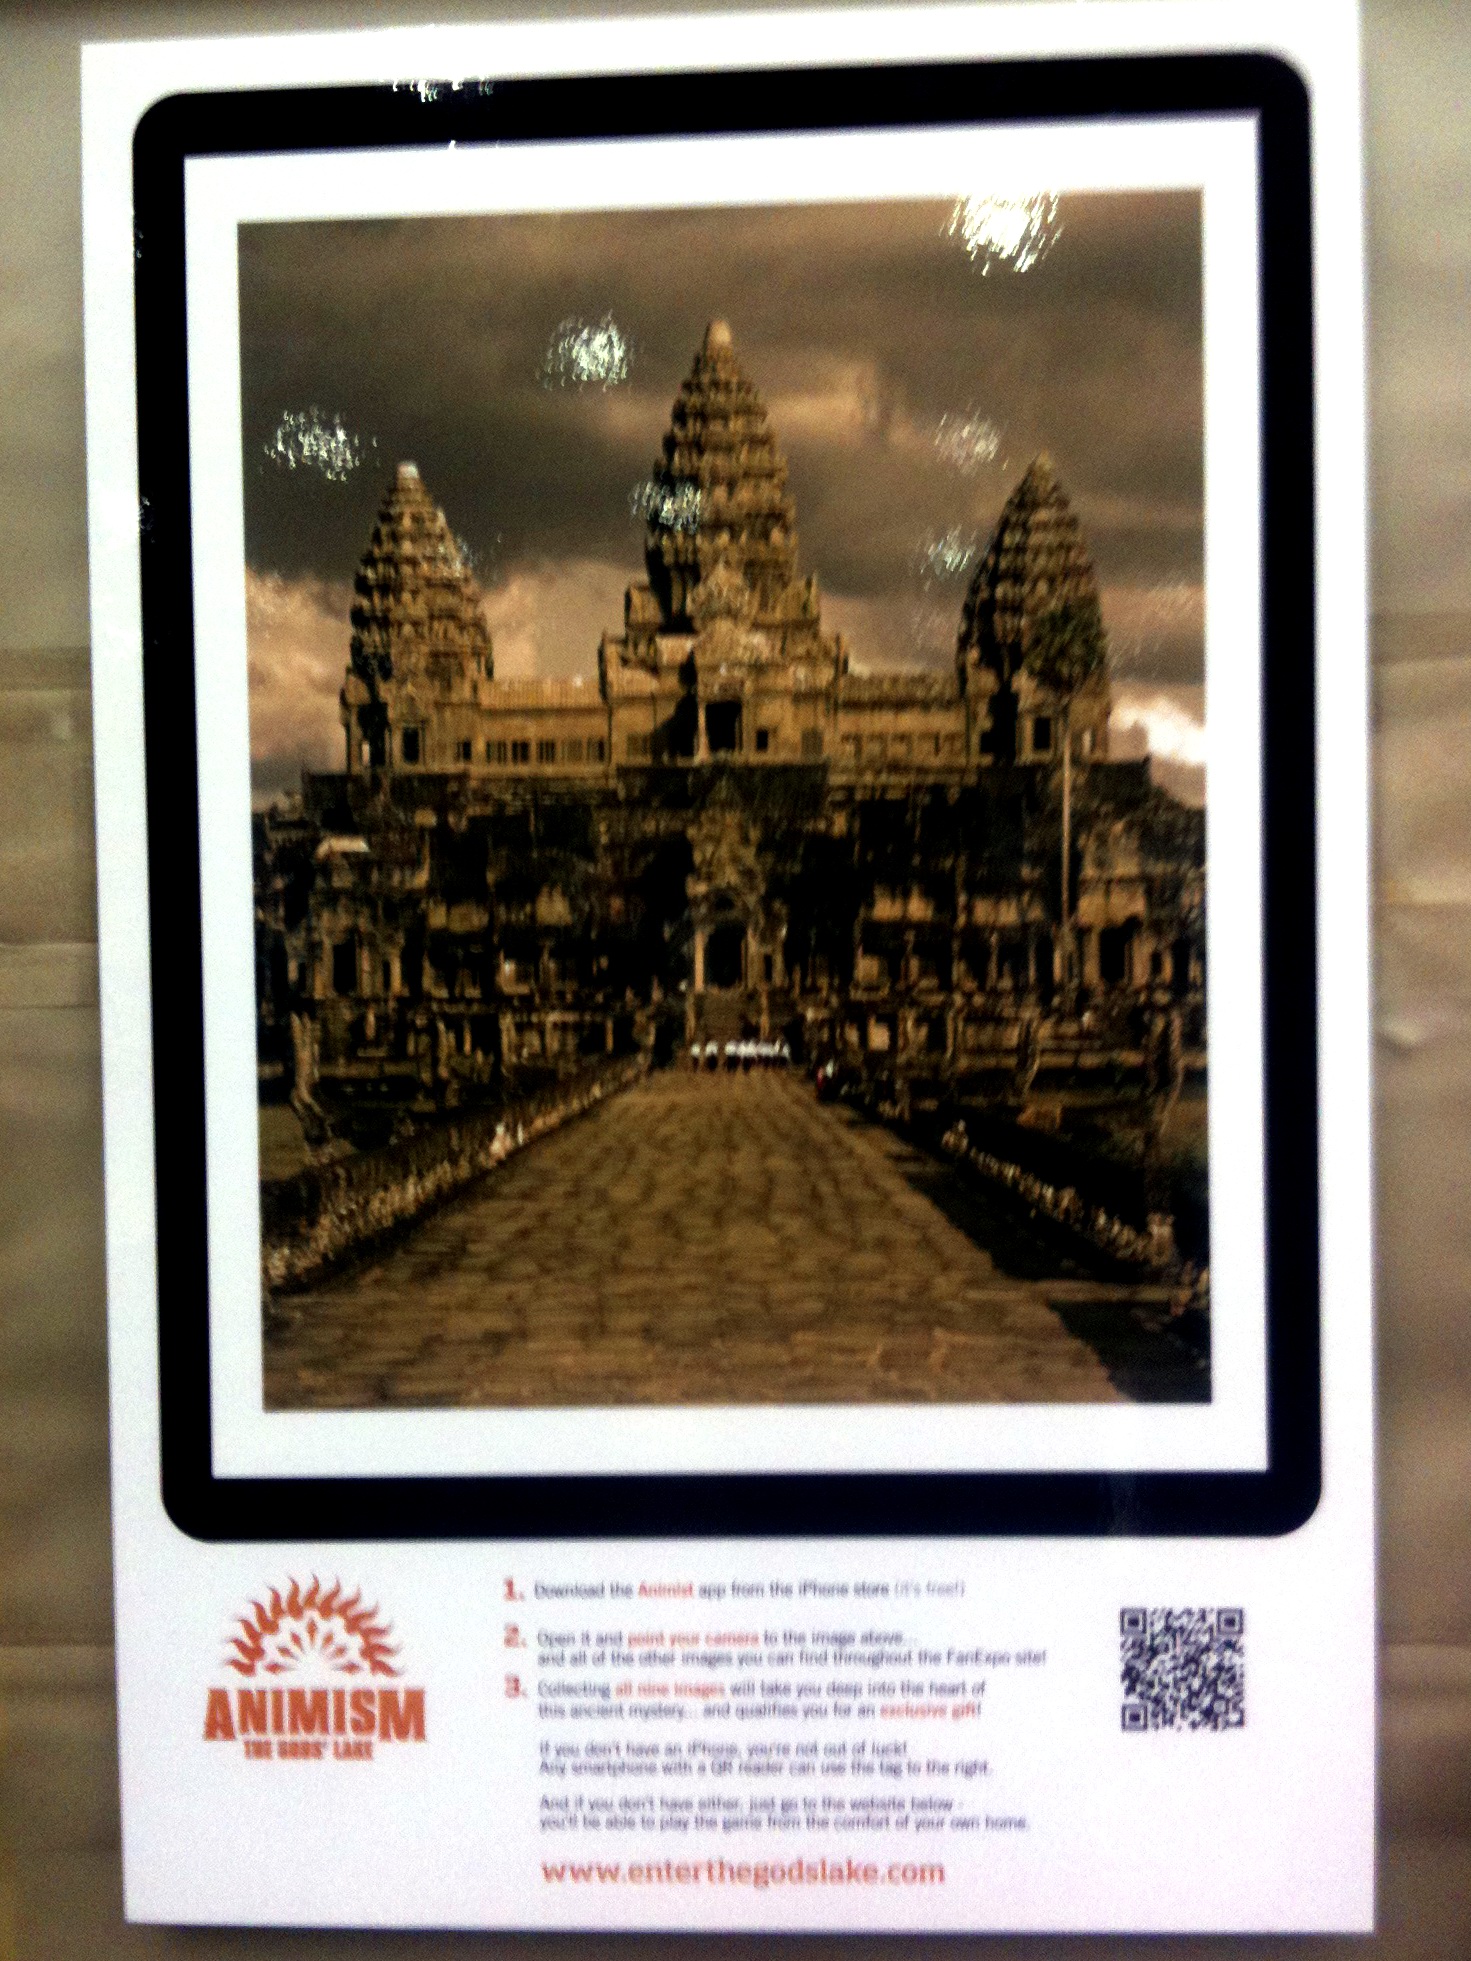 ANIMISM
THE GODS' LAKE
1. Download the Animist app from the iPhone store (it's free!)
2. Open it and point your camera to the image above...
and all of the other images you can find throughout the FanExpo site!
3. Collecting all nine images will take you deep into the heart of
this ancient mystery... and qualifies you for an exclusive gift!
If you don't have an iPhone, you're not out of luck!
Any smartphone with a QR reader can use the tag to the right.
And if you don't have either, just go to the website below -
you'll be able to play the game from the comfort of your own home.
www.enterthegodslake.com